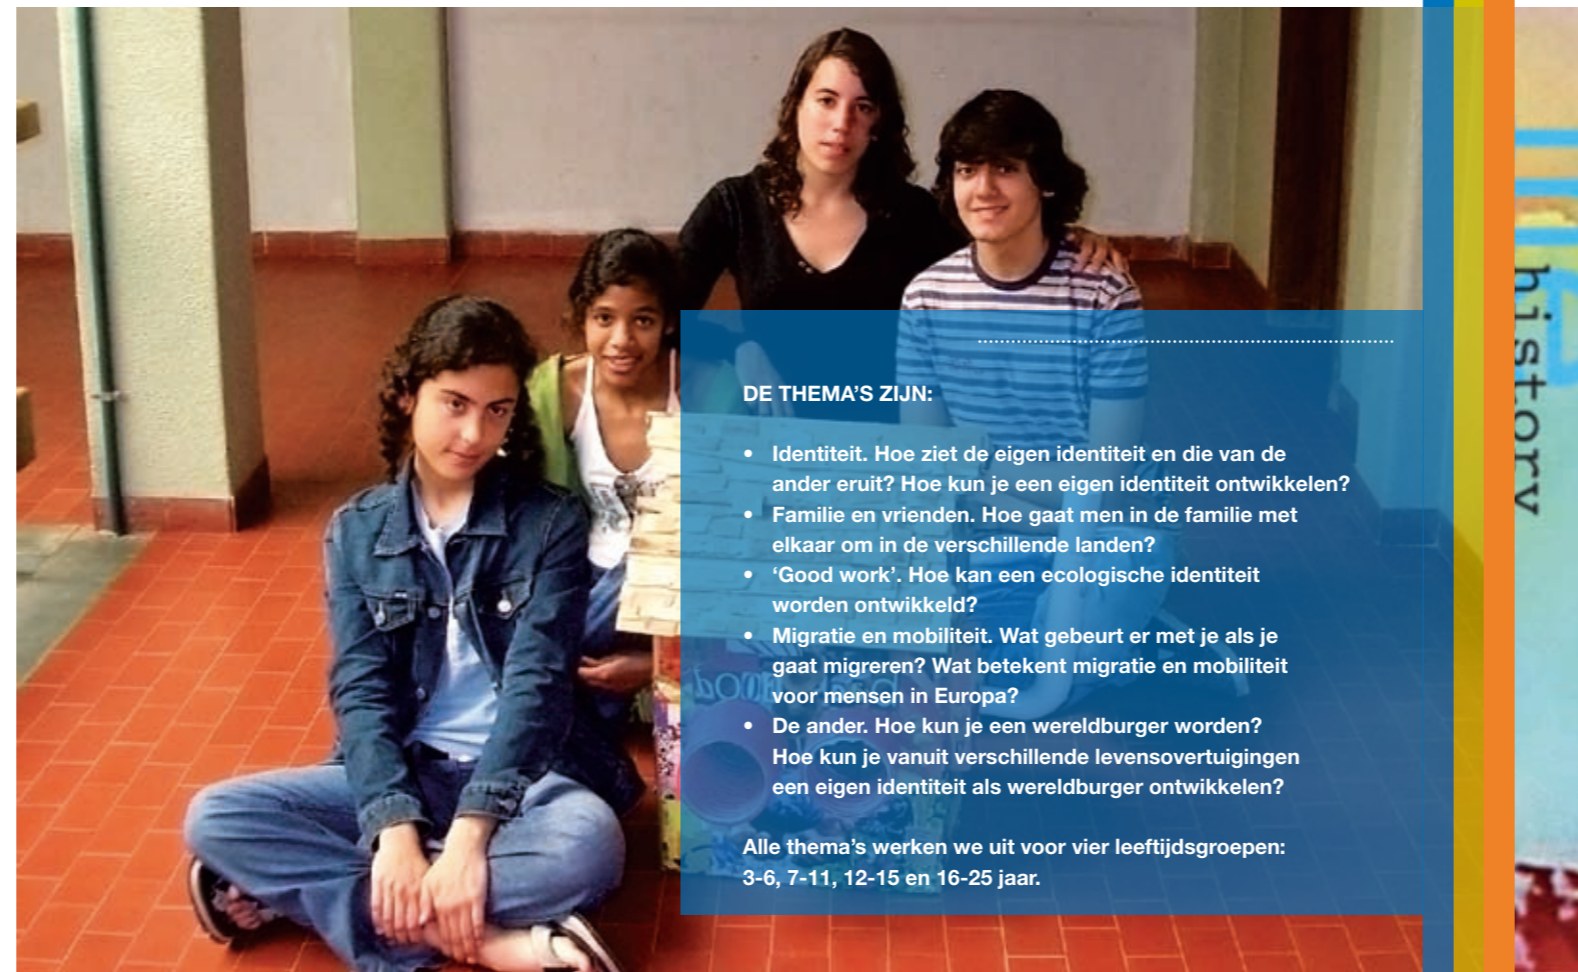 DE THEMA’S ZIJN:
• Identiteit. Hoe ziet de eigen identiteit en die van de
ander eruit? Hoe kun je een eigen identiteit ontwikkelen?
• Familie en vrienden. Hoe gaat men in de familie met
elkaar om in de verschillende landen?
• ‘Good work’. Hoe kan een ecologische identiteit
worden ontwikkeld?
• Migratie en mobiliteit. Wat gebeurt er met je als je
gaat migreren? Wat betekent migratie en mobiliteit
voor mensen in Europa?
• De ander. Hoe kun je een wereldburger worden?
Hoe kun je vanuit verschillende levensovertuigingen
een eigen identiteit als wereldburger ontwikkelen?
Alle thema’s werken we uit voor vier leeftijdsgroepen:
3-6, 7-11, 12-15 en 16-25 jaar.
history